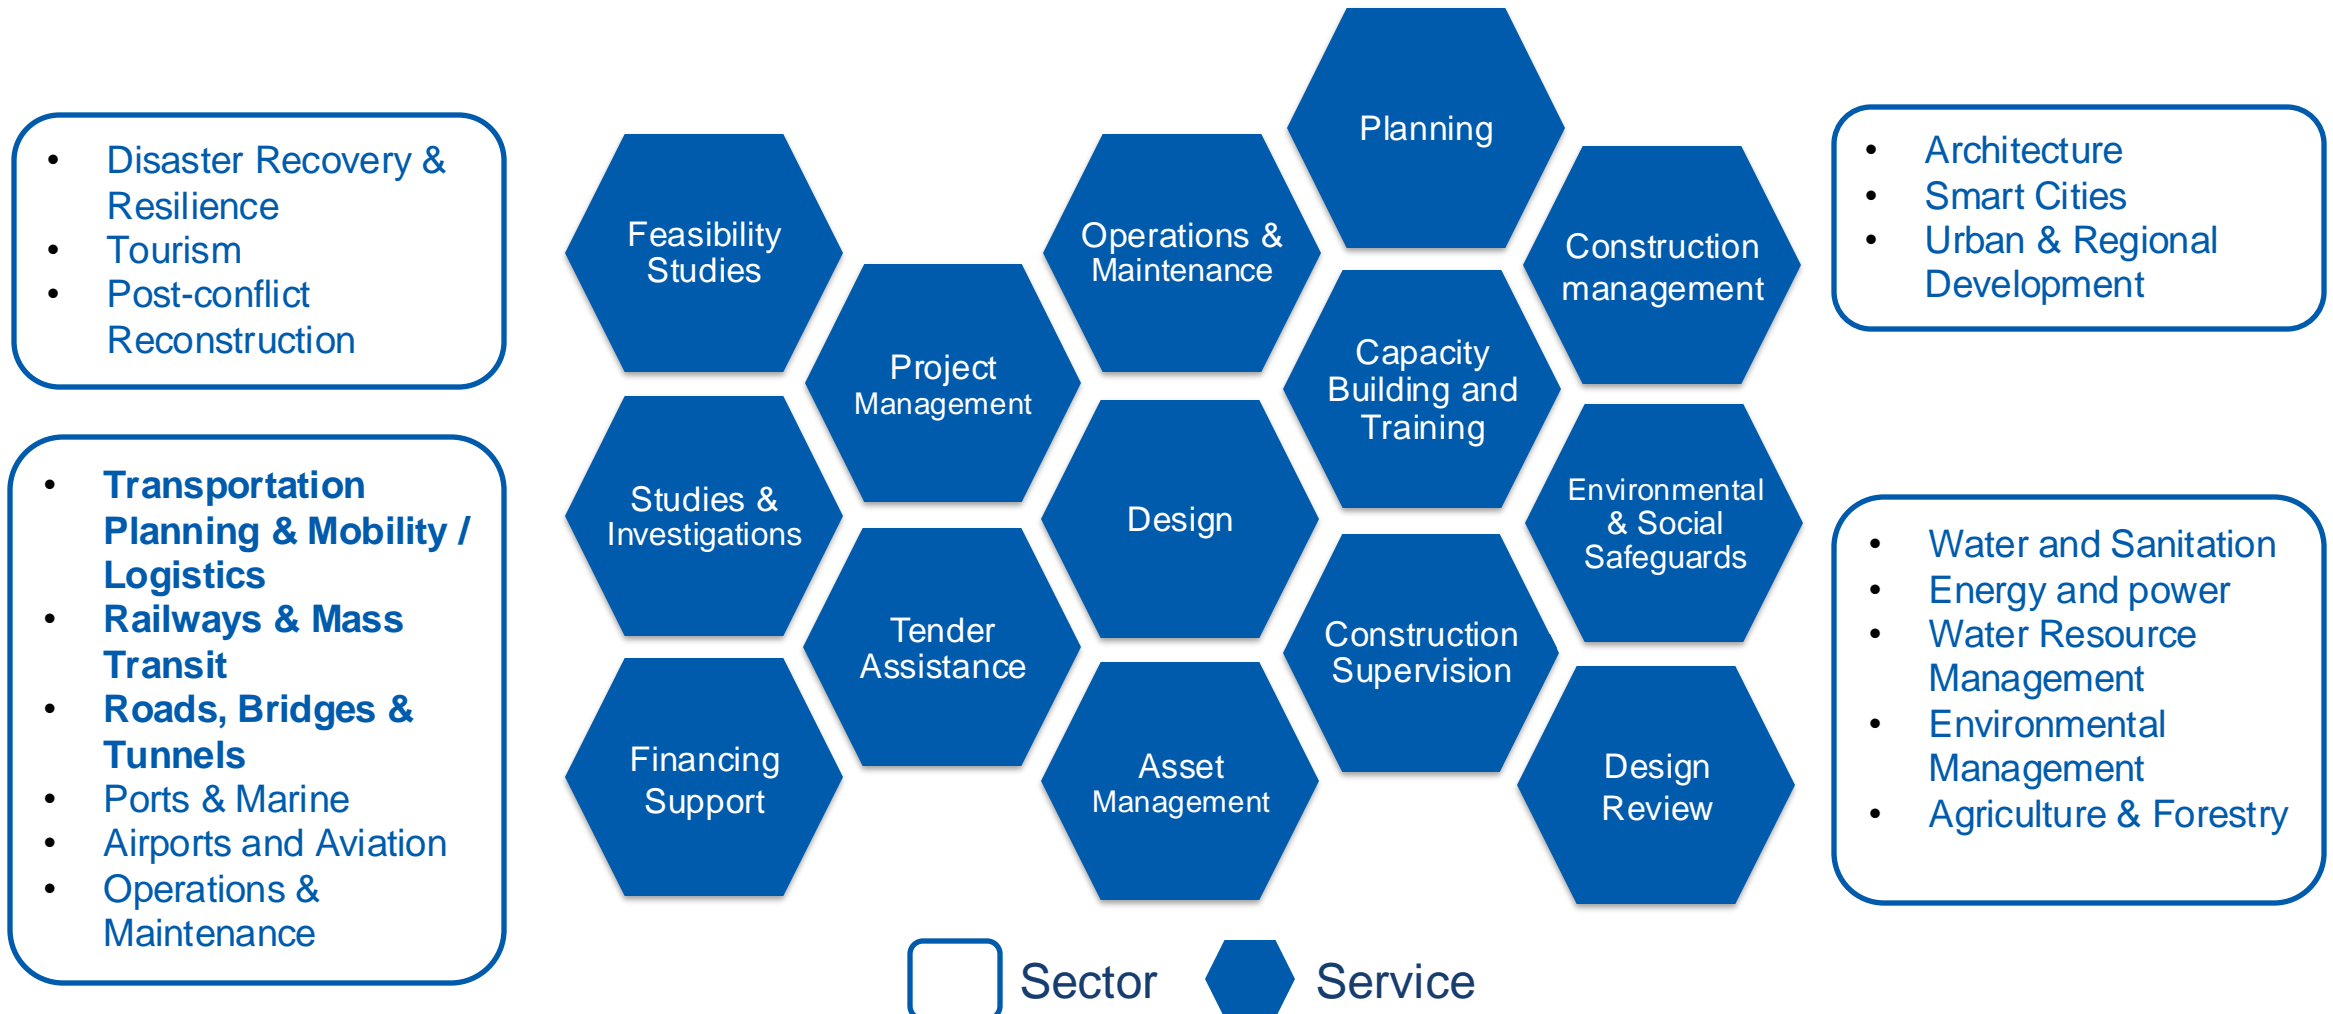 Disaster Recovery &
Resilience
Tourism
Post-conflict
Reconstruction
Transportation
Planning & Mobility /
Logistics
Railways & Mass
Transit
Roads, Bridges &
Tunnels
Ports & Marine
Airports and Aviation
Operations &
Maintenance
Feasibility
Studies
Studies &
Investigations
Financing
Support
Project
Management
Tender
Assistance
Operations &
Maintenance
Design
Asset
Management
Planning
Capacity
Building and
Training
Construction
Supervision
Construction
management
Environmental
& Social
Safeguards
Design
Review
Architecture
Smart Cities
Urban & Regional
Development
Water and Sanitation
Energy and power
Water Resource
Management
Environmental
Management
Agriculture & Forestry
Sector
Service